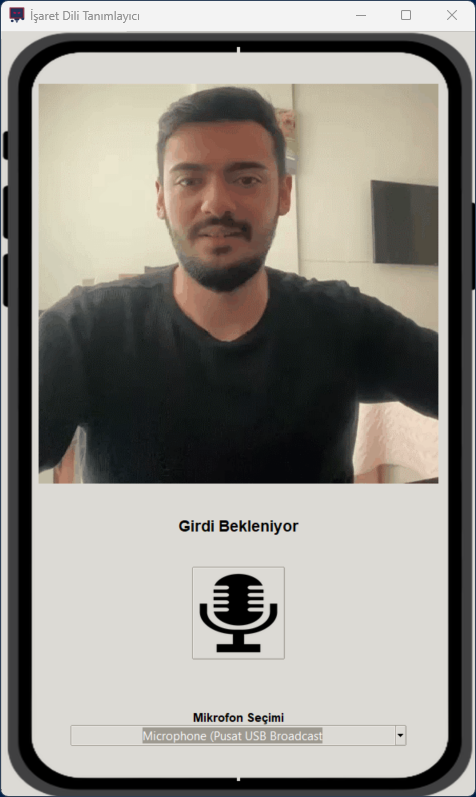 İşaret Dili Tanımlayıcı
Girdi Bekleniyor
Mikrofon Seçimi
Microphone (Pusat USB Broadcast